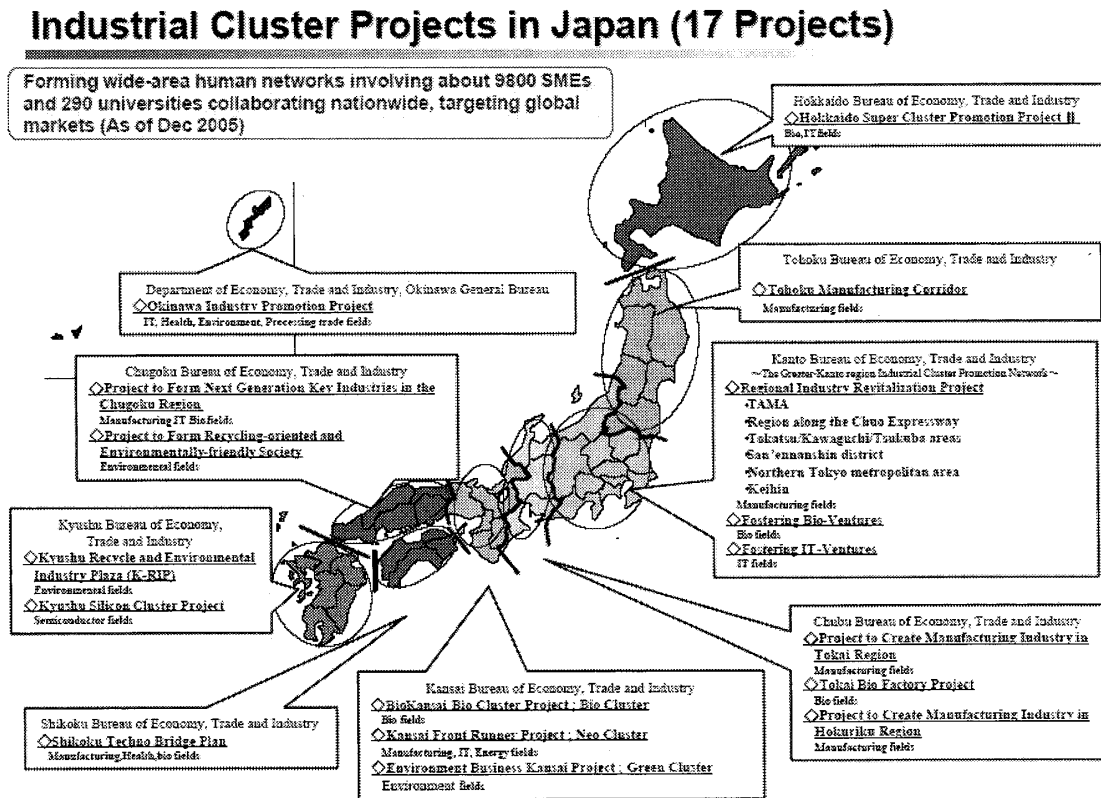 Industrial Cluster Projects in Japan (17 Projects)
Forming wide-area human networks involving about 9800 SMEs
and 290 universities collaborating nationwide, targeting global
markets (As of Dec 2005)
Hokkaido Bureau of Economy, Trade and Industry
◇Hokkaido Super Cluster Promotion Project II
Bio,IT fields
Tohoku Bureau of Economy, Trade and Industry
◇Tohoku Manufacturing Corridor
Manufacturing fields
Department of Economy, Trade and Industry, Okinawa General Bureau
◇Okinawa Industry Promotion Project
IT, Health, Environment, Processing trade fields
Chugoku Bureau of Economy, Trade and Industry
◇Project to Form Next Generation Key Industries in the
Chugoku Region
Manufacturing IT Biofields
◇Project to Form Recycling-oriented and
Environmentally-friendly Society
Environmental fields
Kanto Bureau of Economy, Trade and Industry
~The Greater-Kanto region Industrial Cluster Promotion Network~
◇Regional Industry Revitalization Project
•TAMA
•Region along the Chuo Expressway
•Tokatsu/Kawaguchi/Tsukuba areas
•San'ennanshin district
•Northern Tokyo metropolitan area
•Keihin
Manufacturing fields
◇Fostering Bio-Ventures
Bio fields
◇Fostering IT-Ventures
IT fields
Kyushu Bureau of Economy,
Trade and Industry
◇Kyushu Recycle and Environmental
Industry Plaza (K-RIP)
Environmental fields
◇Kyushu Silicon Cluster Project
Semiconductor fields
Chubu Bureau of Economy, Trade and Industry
◇Project to Create Manufacturing Industry in
Tokai Region
Manufacturing fields
◇Tokai Bio Factory Project
Bio fields
◇Project to Create Manufacturing Industry in
Hokuriku Region
Manufacturing fields
Kansai Bureau of Economy, Trade and Industry
◇BioKansai Bio Cluster Project ; Bio Cluster
Bio fields
◇Kansai Front Runner Project ; Neo Cluster
Manufacturing, IT, Energy fields
◇Environment Business Kansai Project ; Green Cluster
Environment fields
Shikoku Bureau of Economy, Trade and Industry
◇Shikoku Techno Bridge Plan
Manufacturing,Health,bio fields